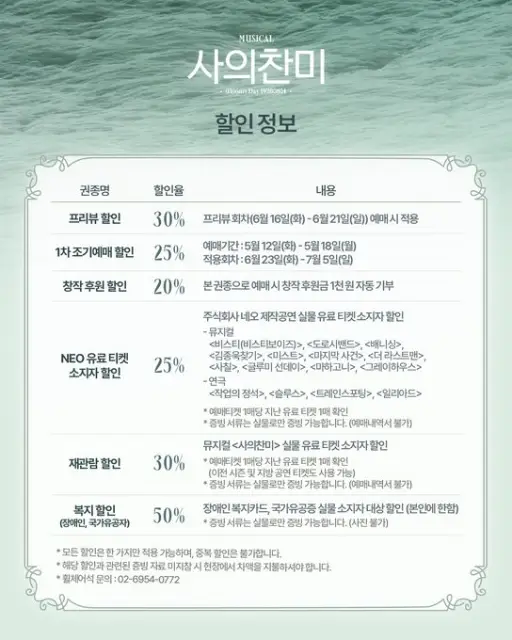 MUSICAL
사의찬미
할인 정보
권종명 할인율 내용
프리뷰 할인 30% 프리뷰 회차(6월 16일(화) - 6월 21일(일)) 예매 시 적용
1차 조기예매 할인 25% 예매기간 : 5월 12일(화) - 5월 18일(월)
적용회차 : 6월 23일(화) - 7월 5일(일)
창작 후원 할인 20% 본 권종으로 예매 시 창작 후원금 1천 원 자동 기부
NEO 유료 티켓
소지자 할인
25%
주식회사 네오 제작공연 실물 유료 티켓 소지자 할인
- 뮤지컬
<비스티(비스티보이즈)>, <도로시밴드>, <배니싱>,
<김종욱찾기>, <미스트>, <마지막 사건>, <더 라스트맨>,
<사칠>, <글루미 선데이>, <마하고니>, <그레이하우스>
- 연극
<작업의 정석>, <슬루스>, <트레인스포팅>, <일리아드>
* 예매티켓 1매당 지난 유료 티켓 1매 확인
* 증빙 서류는 실물로만 증빙 가능합니다. (예매내역서 불가)
재관람 할인 30%
뮤지컬 <사의찬미> 실물 유료 티켓 소지자 할인
* 예매티켓 1매당 지난 유료 티켓 1매 확인
(이전 시즌 및 지방 공연 티켓도 사용 가능)
* 증빙 서류는 실물로만 증빙 가능합니다. (예매내역서 불가)
복지 할인
(장애인, 국가유공자)
50%
장애인 복지카드, 국가유공증 실물 소지자 대상 할인 (본인에 한함)
* 증빙 서류는 실물로만 증빙 가능합니다. (사진 불가)
* 모든 할인은 한 가지만 적용 가능하며, 중복 할인은 불가합니다.
* 해당 할인과 관련된 증빙 자료 미지참 시 현장에서 차액을 지불하셔야 합니다.
* 휠체어석 문의 : 02-6954-0772